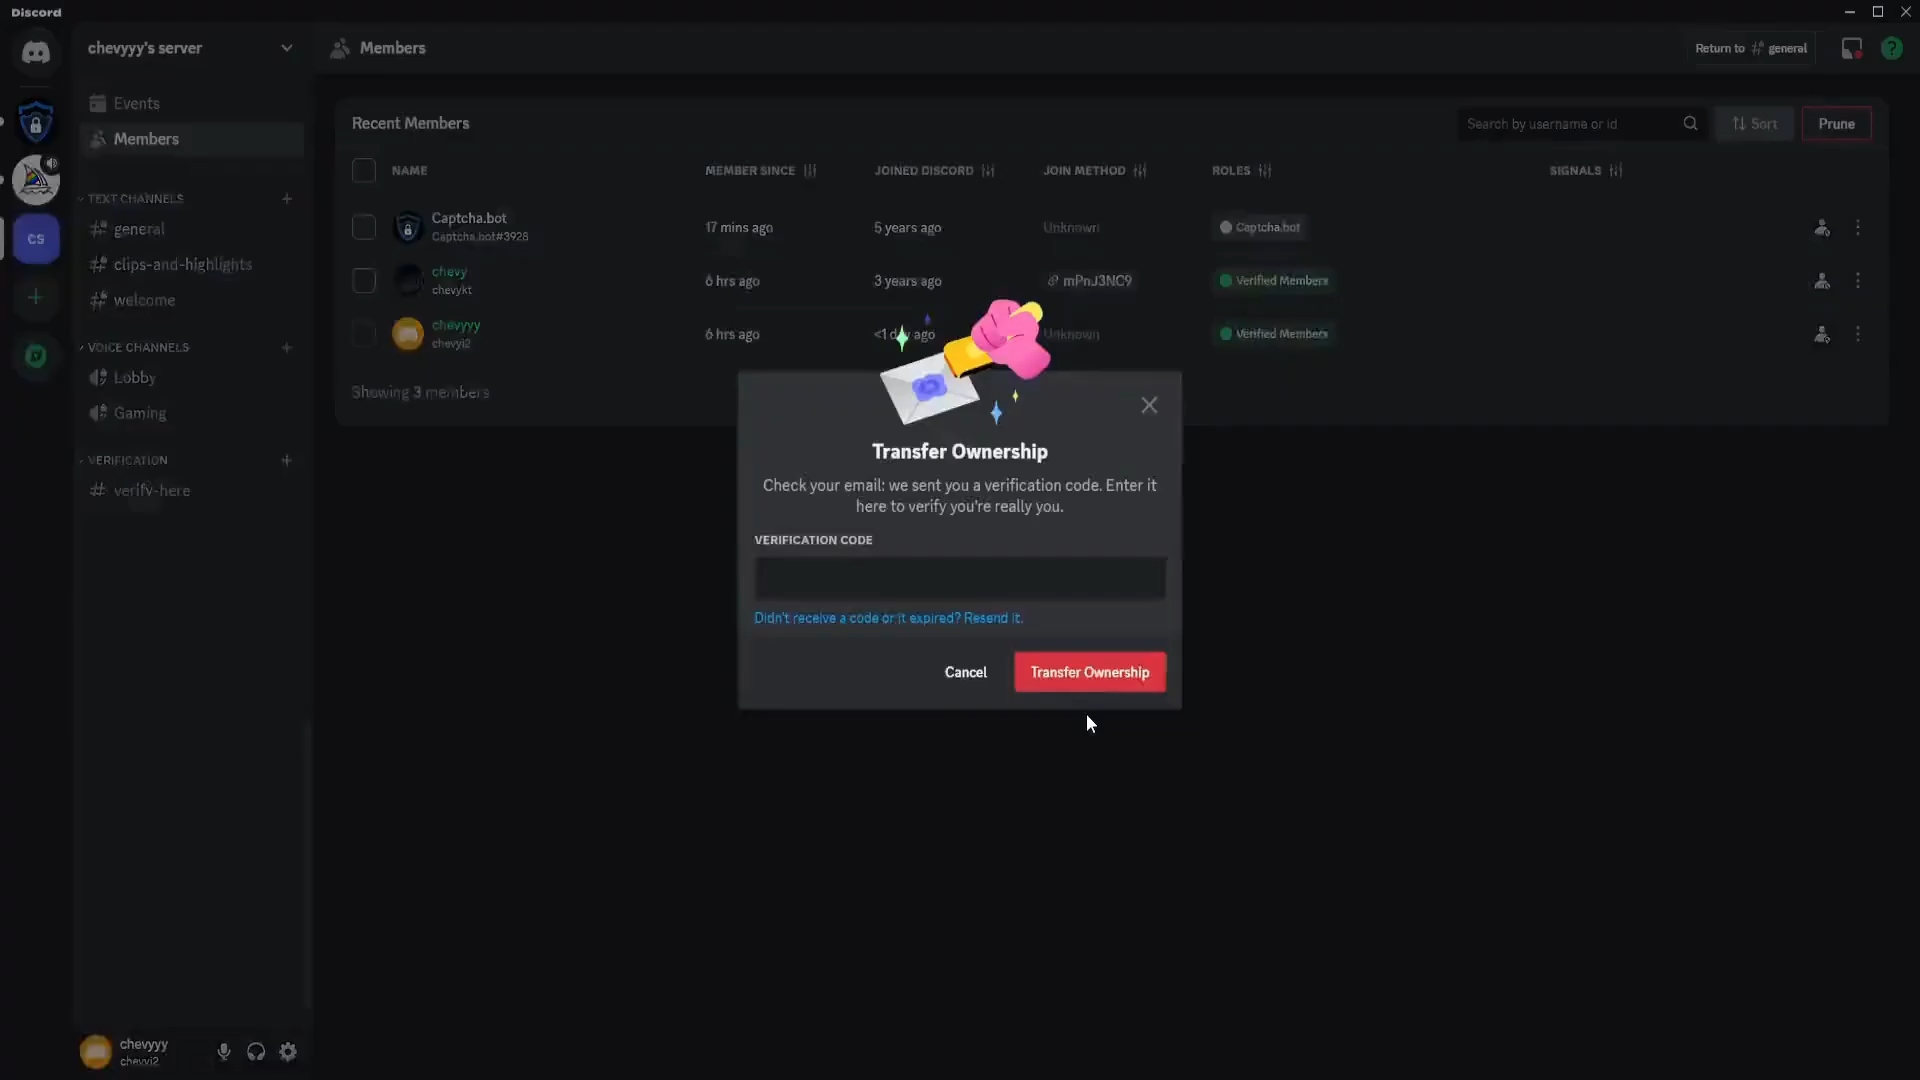 Discord
chevyyy's server
Members
Return to general
Events
Members
Recent Members
Search by username or id
Sort
Prune
NAME
MEMBER SINCE
JOINED DISCORD
JOIN METHOD
ROLES
SIGNALS
TEXT CHANNELS
general
clips-and-highlights
welcome
VOICE CHANNELS
Lobby
Gaming
VERIFICATION
verify-here
CS
Captcha.bot
Captcha.bot#3928
17 mins ago
5 years ago
Unknown
Captcha.bot
chevy
chevykt
6 hrs ago
3 years ago
mPnJ3NC9
Verified Members
chevyyy
chevyi2
6 hrs ago
<1 day ago
Unknown
Verified Members
Showing 3 members
Transfer Ownership
Check your email: we sent you a verification code. Enter it
here to verify you're really you.
VERIFICATION CODE
Didn't receive a code or it expired? Resend it.
Cancel
Transfer Ownership
chevyyy
chevyi2